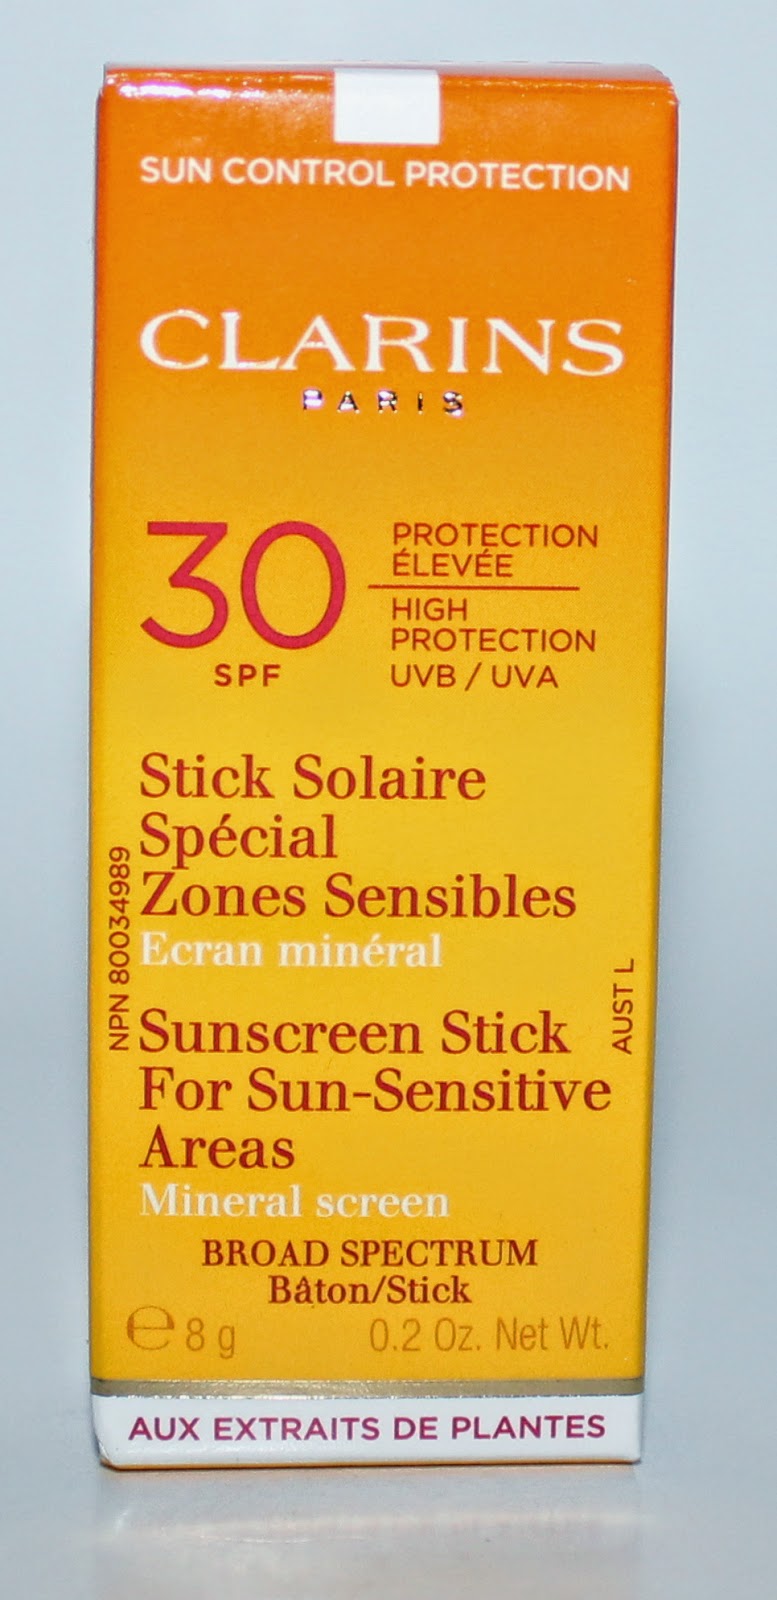 SUN CONTROL PROTECTION
CLARINS
PARIS
30
SPF
PROTECTION
ÉLEVÉE
HIGH
PROTECTION
UVB / UVA
Stick Solaire
Spécial
Zones Sensibles
Ecran minéral
NPN 80034989
Sunscreen Stick
For Sun-Sensitive
Areas
Mineral screen
AUST L
BROAD SPECTRUM
Bâton/Stick
℮ 8 g
0.2 Oz. Net Wt.
AUX EXTRAITS DE PLANTES